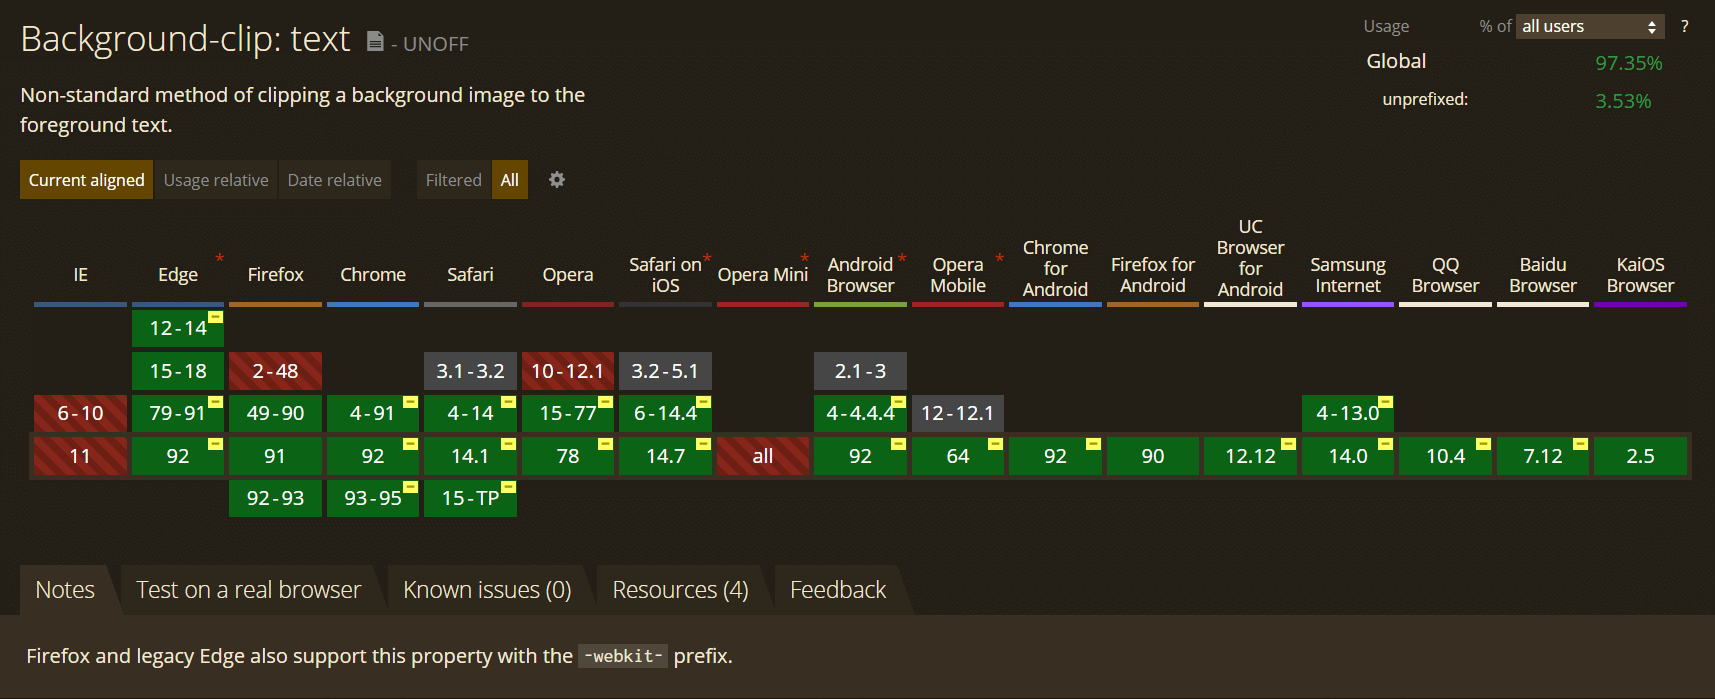 Background-clip: text - UNOFF
Usage % of all users ?
Global 97.35%
unprefixed: 3.53%
Non-standard method of clipping a background image to the
foreground text.
Current aligned Usage relative Date relative Filtered All
IE Edge * Firefox Chrome Safari Opera Safari on iOS * Opera Mini * Android Browser * Opera Mobile * Chrome for Android Firefox for Android UC Browser for Android Samsung Internet QQ Browser Baidu Browser KaiOS Browser
12-14
15-18 2-48 3.1-3.2 10-12.1 3.2-5.1 2.1-3
6-10 79-91 49-90 4-91 4-14 15-77 6-14.4 4-4.4.4 12-12.1 4-13.0
11 92 91 92 14.1 78 14.7 all 92 64 92 90 12.12 14.0 10.4 7.12 2.5
92-93 93-95 15-TP
Notes Test on a real browser Known issues (0) Resources (4) Feedback
Firefox and legacy Edge also support this property with the -webkit- prefix.